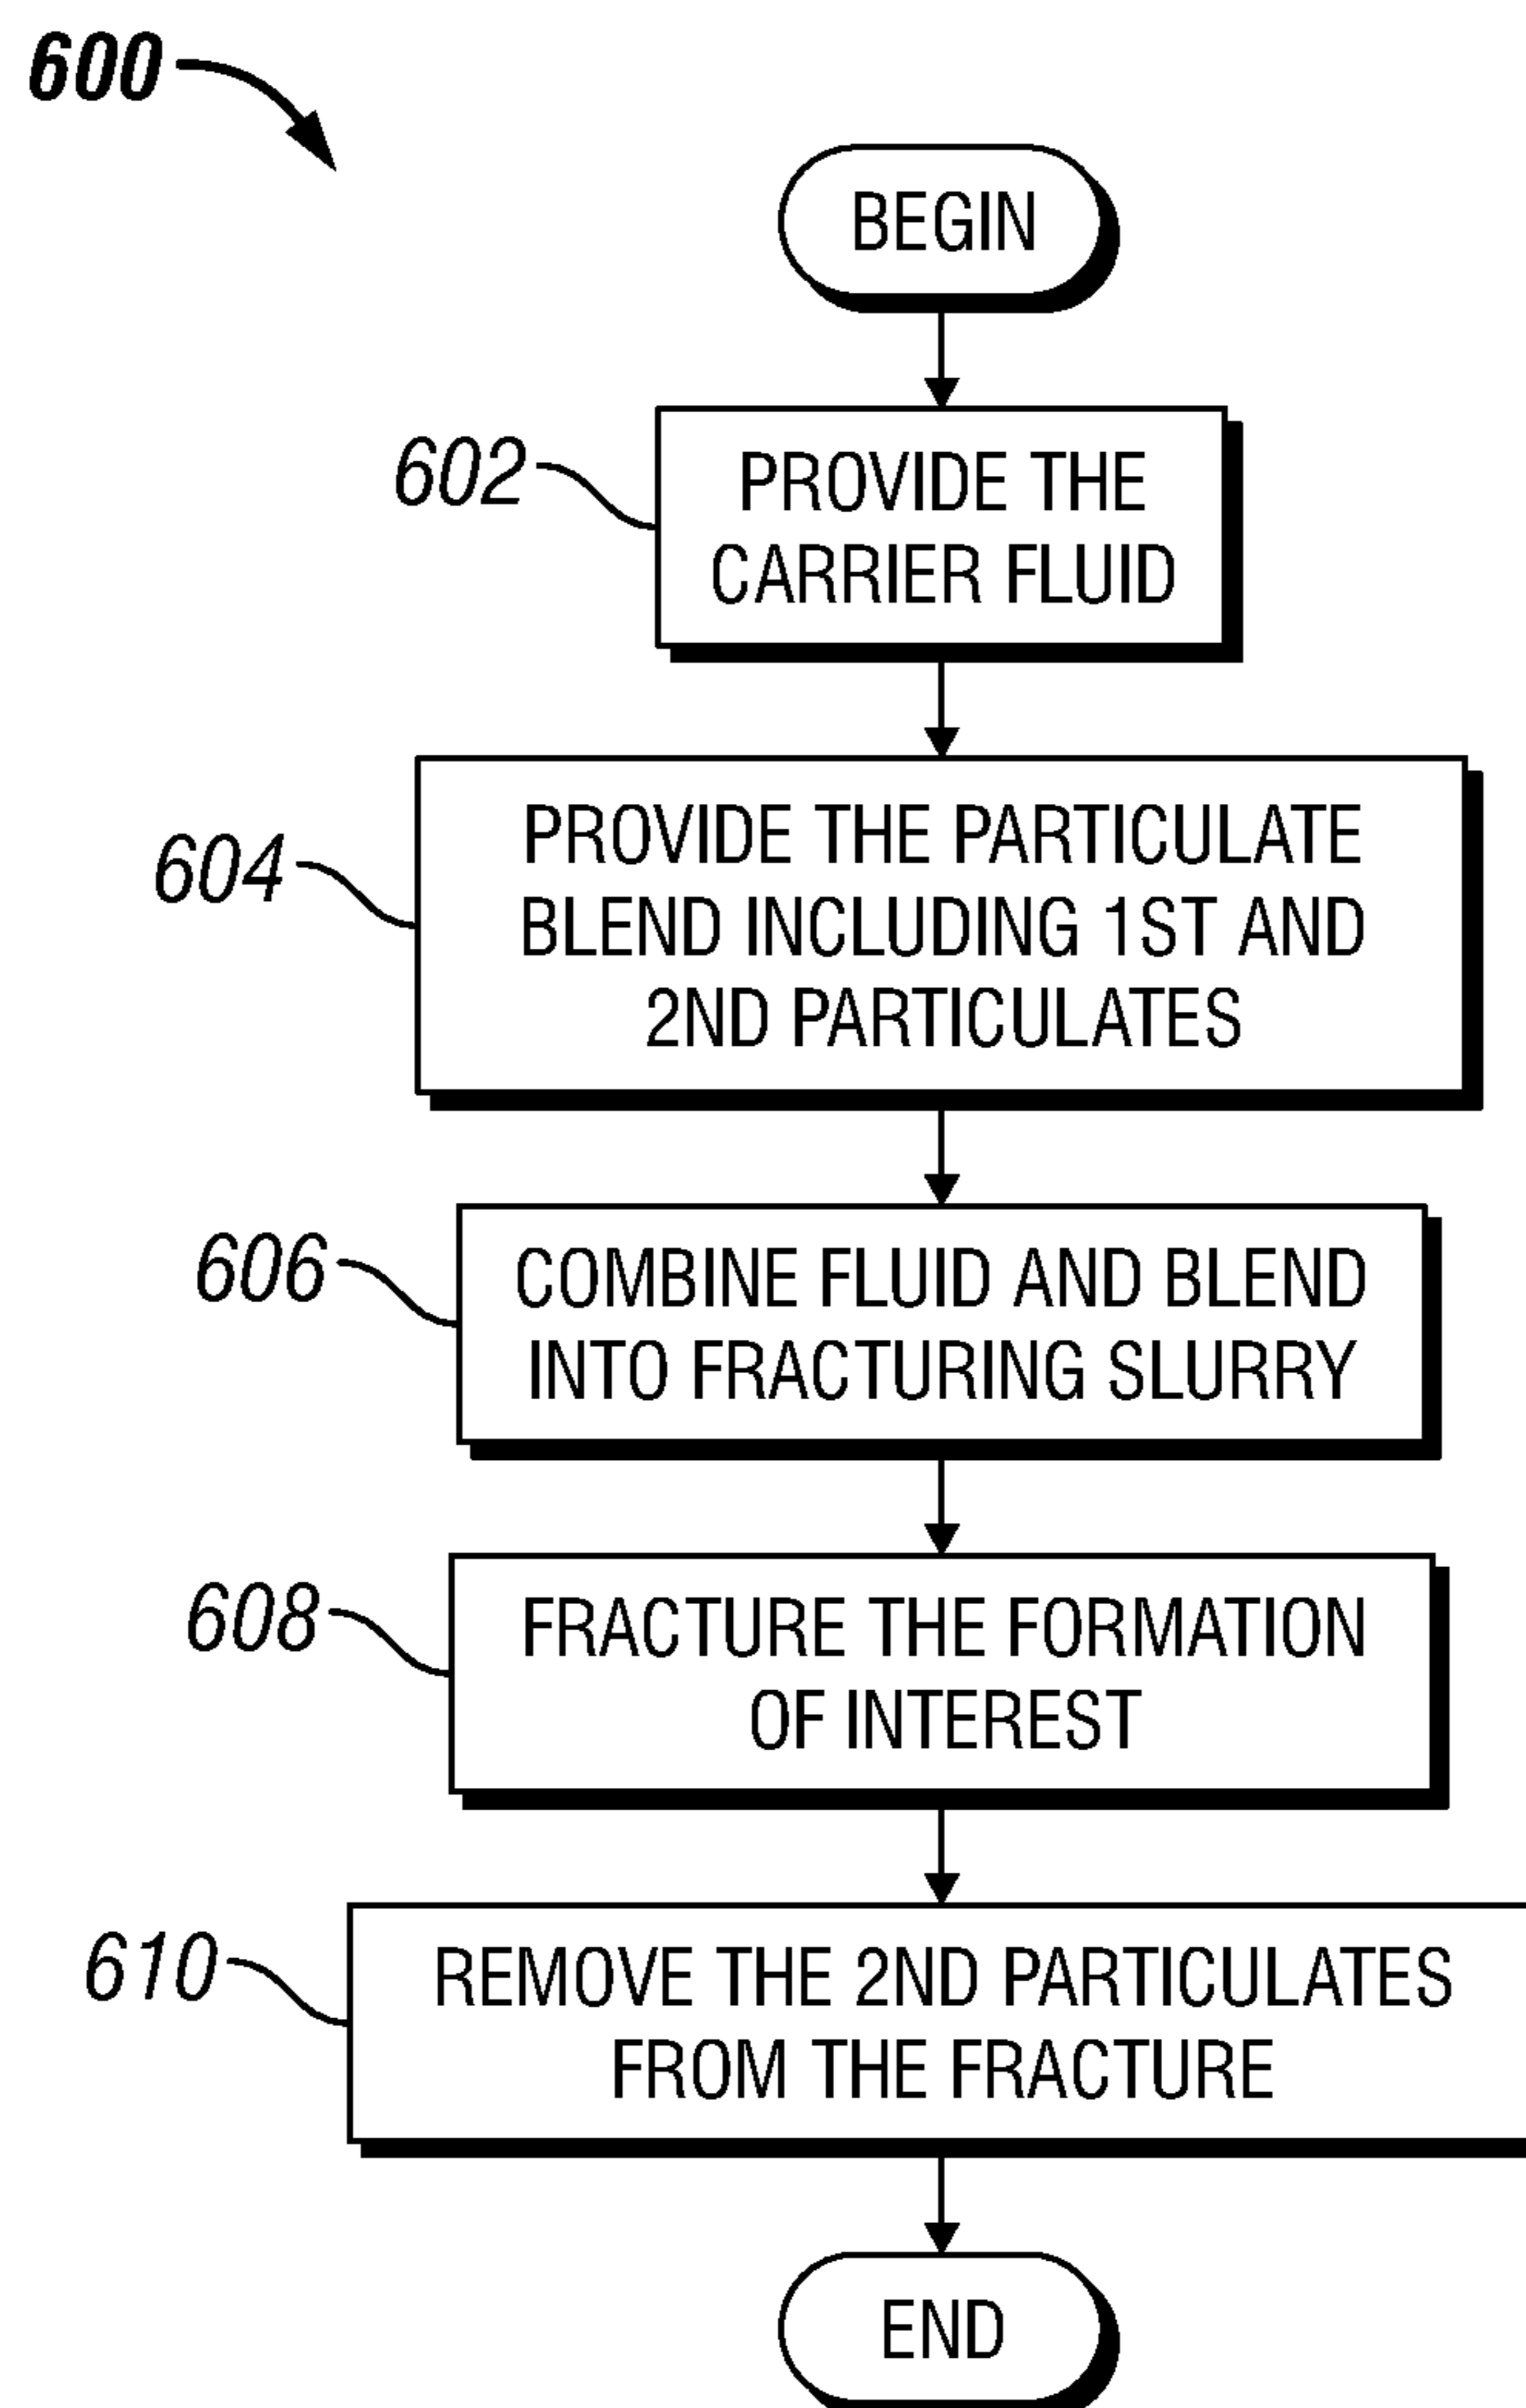 600
BEGIN
602
PROVIDE THE
CARRIER FLUID
604
PROVIDE THE PARTICULATE
BLEND INCLUDING 1ST AND
2ND PARTICULATES
606
COMBINE FLUID AND BLEND
INTO FRACTURING SLURRY
608
FRACTURE THE FORMATION
OF INTEREST
610
REMOVE THE 2ND PARTICULATES
FROM THE FRACTURE
END